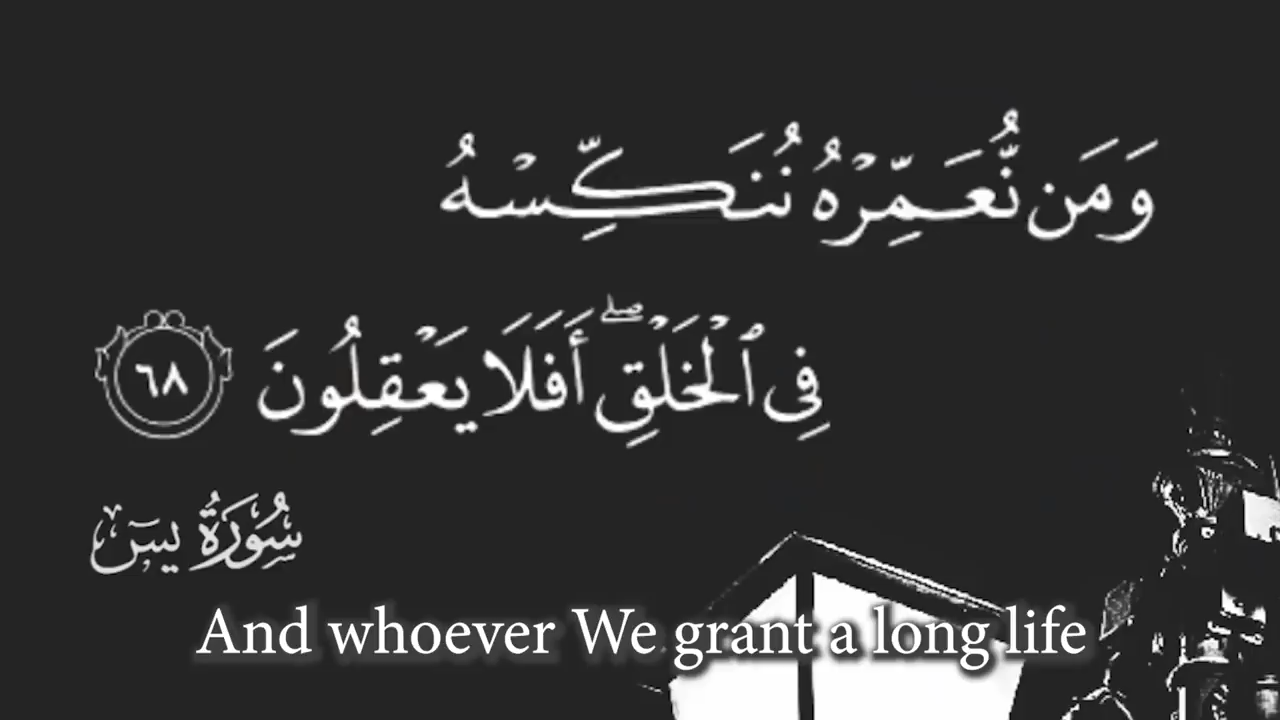 وَمَن نُّعَمِّرْهُ نُنَكِّسْهُ
فِى ٱلْخَلْقِ ۖ أَفَلَا يَعْقِلُونَ ٦٨
سُورَةُ يسٓ
And whoever We grant a long life